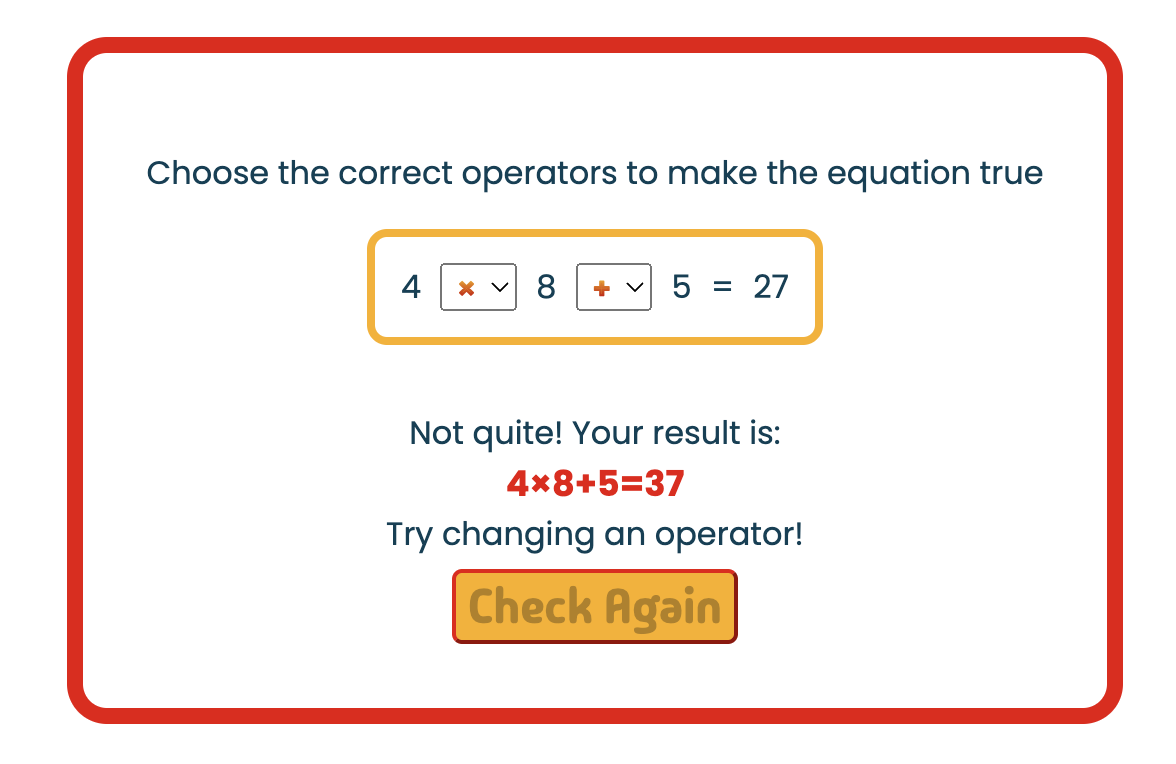 Choose the correct operators to make the equation true
4 × 8 + 5 = 27
Not quite! Your result is:
4×8+5=37
Try changing an operator!
Check Again